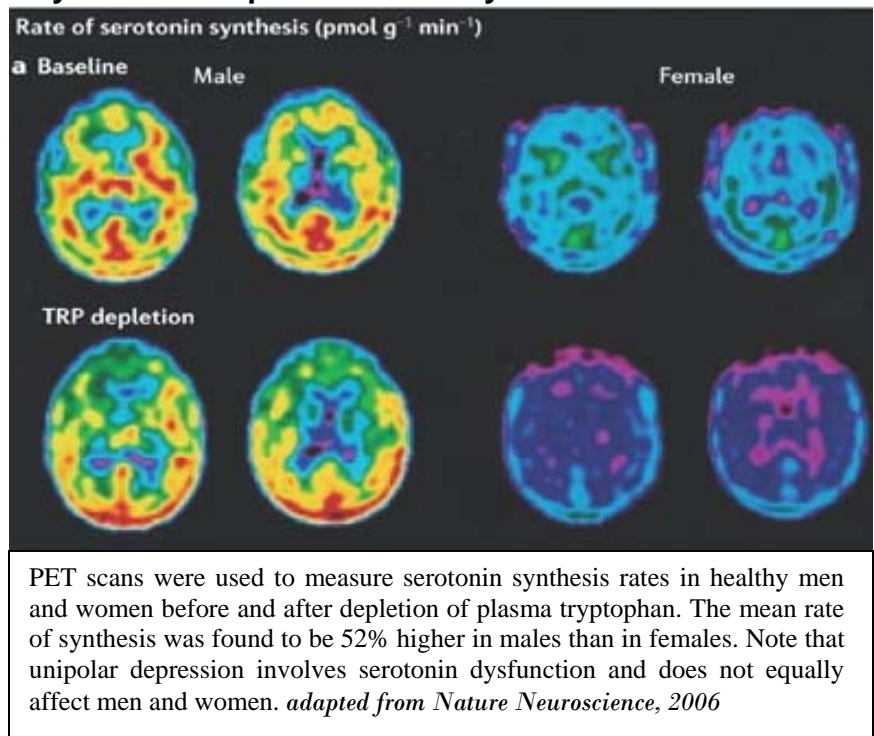 Rate of serotonin synthesis (pmol g⁻¹ min⁻¹)
a Baseline
Male
Female
TRP depletion
PET scans were used to measure serotonin synthesis rates in healthy men
and women before and after depletion of plasma tryptophan. The mean rate
of synthesis was found to be 52% higher in males than in females. Note that
unipolar depression involves serotonin dysfunction and does not equally
affect men and women. adapted from Nature Neuroscience, 2006